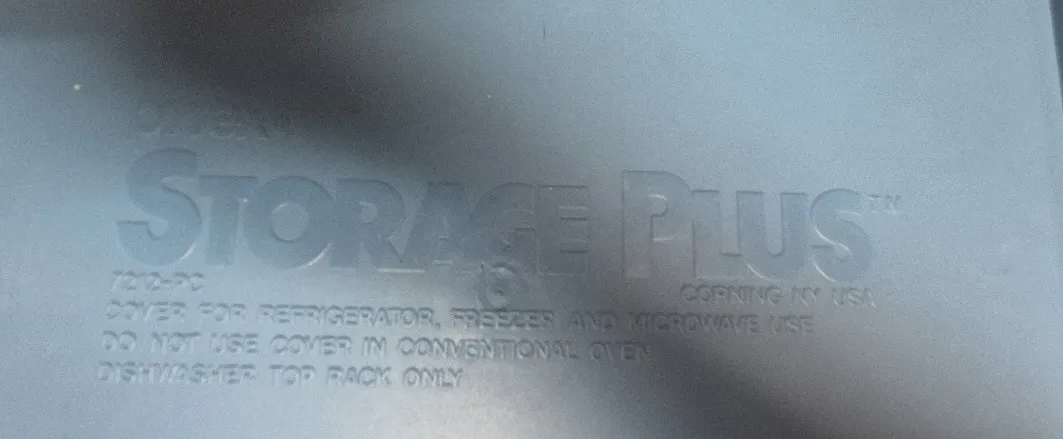 STORAGE PLUS™
7212-PC
CORNING NY USA
COVER FOR REFRIGERATOR, FREEZER AND MICROWAVE USE
DO NOT USE COVER IN CONVENTIONAL OVEN
DISHWASHER TOP RACK ONLY